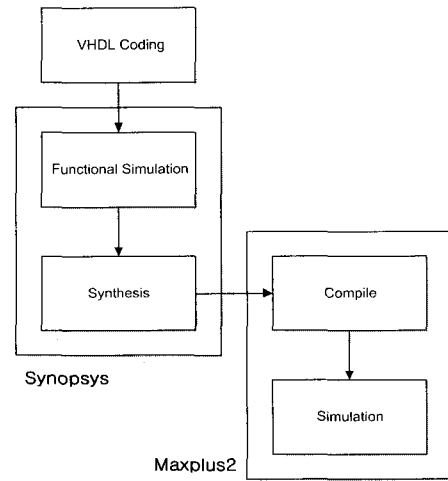 VHDL Coding
Functional Simulation
Synthesis
Compile
Synopsys
Simulation
Maxplus2